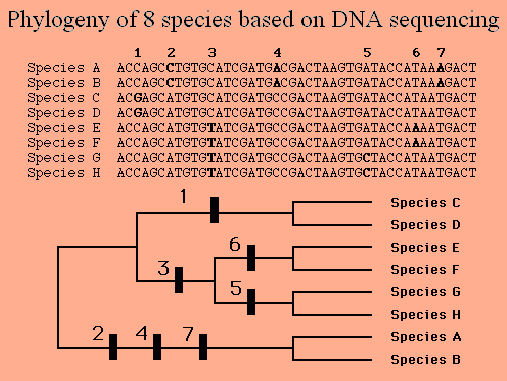 Phylogeny of 8 species based on DNA sequencing
1 2 3 4 5 6 7
Species A ACCAGCCTGTGCATCGATGACGACTAAGTGATACCATAAAGACT
Species B ACCAGCCTGTGCATCGATGACGACTAAGTGATACCATAAAGACT
Species C ACGAGCATGTGCATCGATGCCGACTAAGTGATACCATAATGACT
Species D ACGAGCATGTGCATCGATGCCGACTAAGTGATACCATAATGACT
Species E ACCAGCATGTGTATCGATGCCGACTAAGTGATACCAAAATGACT
Species F ACCAGCATGTGTATCGATGCCGACTAAGTGATACCAAAATGACT
Species G ACCAGCATGTGTATCGATGCCGACTAAGTGCTACCATAATGACT
Species H ACCAGCATGTGTATCGATGCCGACTAAGTGCTACCATAATGACT
1
Species C
Species D
6
Species E
3
Species F
5
Species G
Species H
2 4 7
Species A
Species B